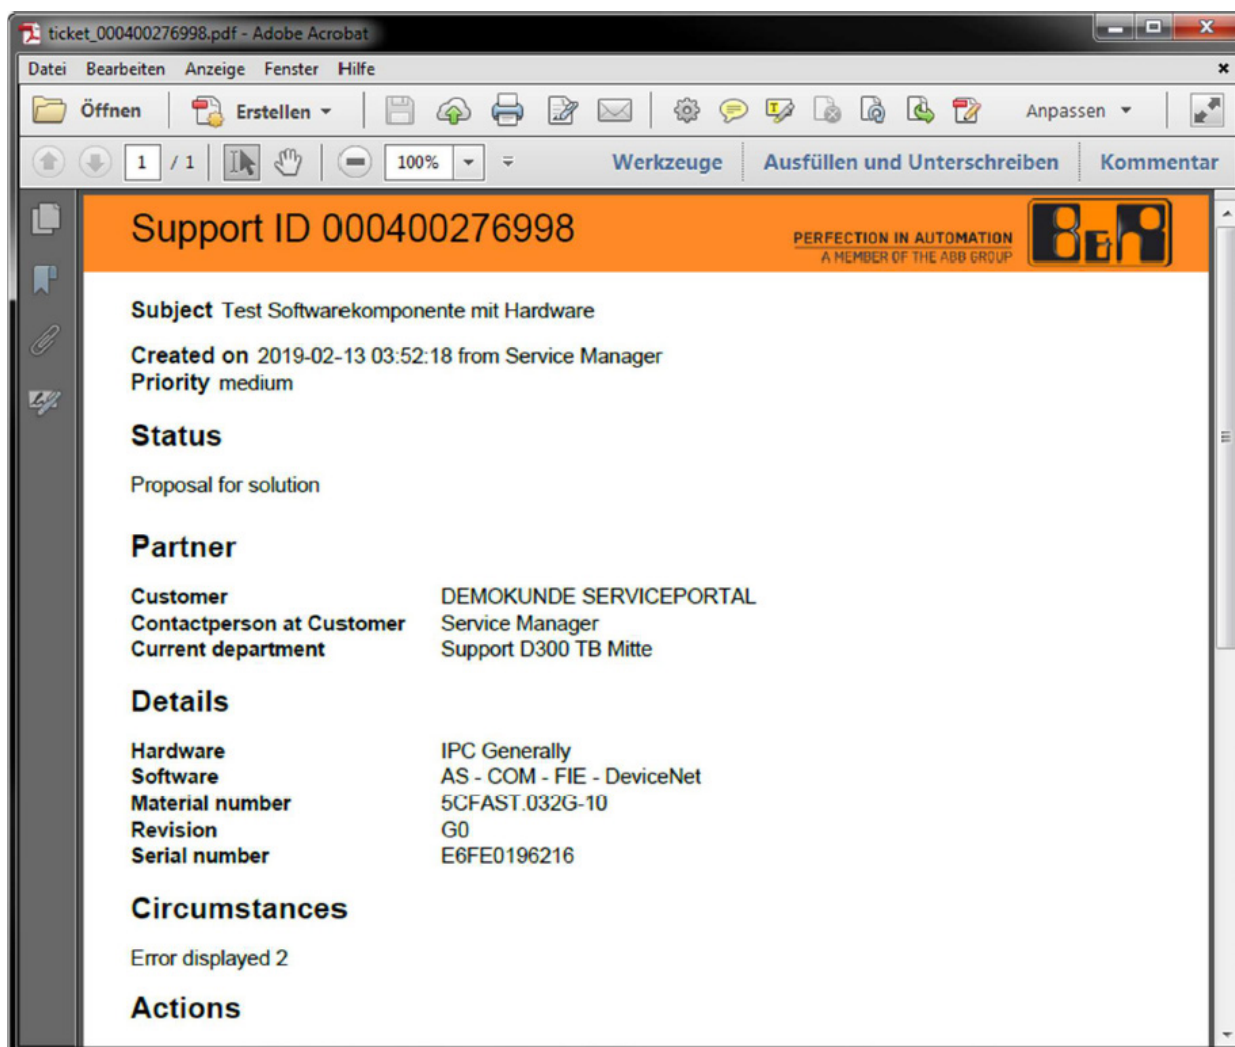 ticket_000400276998.pdf - Adobe Acrobat
Datei Bearbeiten Anzeige Fenster Hilfe
Öffnen Erstellen Anpassen
1 / 1 100% Werkzeuge Ausfüllen und Unterschreiben Kommentar
Support ID 000400276998
PERFECTION IN AUTOMATION
A MEMBER OF THE ABB GROUP
B&R
Subject Test Softwarekomponente mit Hardware
Created on 2019-02-13 03:52:18 from Service Manager
Priority medium
Status
Proposal for solution
Partner
Customer DEMOKUNDE SERVICEPORTAL
Contactperson at Customer Service Manager
Current department Support D300 TB Mitte
Details
Hardware IPC Generally
Software AS - COM - FIE - DeviceNet
Material number 5CFAST.032G-10
Revision G0
Serial number E6FE0196216
Circumstances
Error displayed 2
Actions